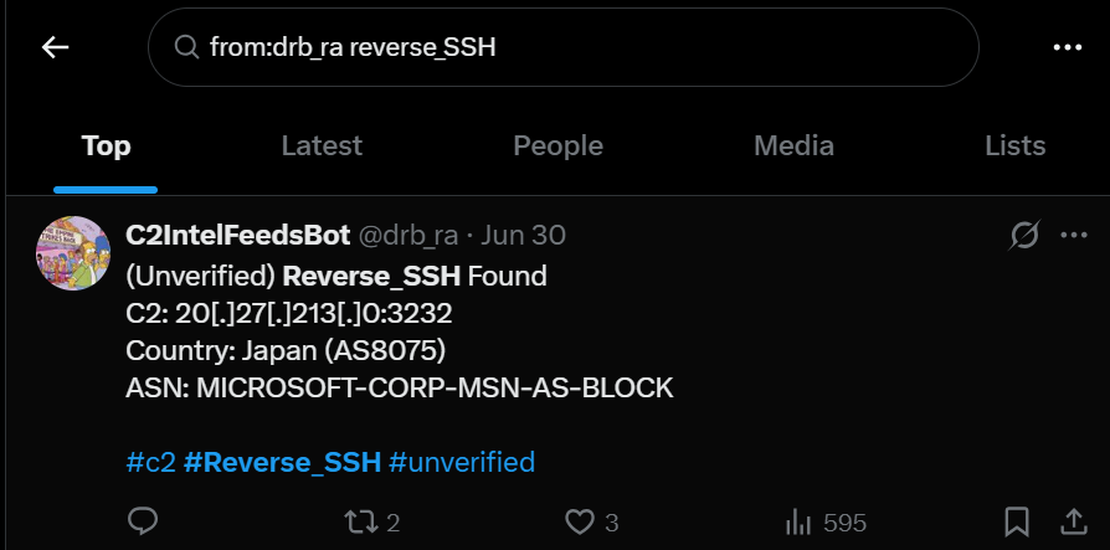 from:drb_ra reverse_SSH
Top Latest People Media Lists
C2IntelFeedsBot @drb_ra · Jun 30
(Unverified) Reverse_SSH Found
C2: 20[.]27[.]213[.]0:3232
Country: Japan (AS8075)
ASN: MICROSOFT-CORP-MSN-AS-BLOCK
#c2 #Reverse_SSH #unverified
2 3 595